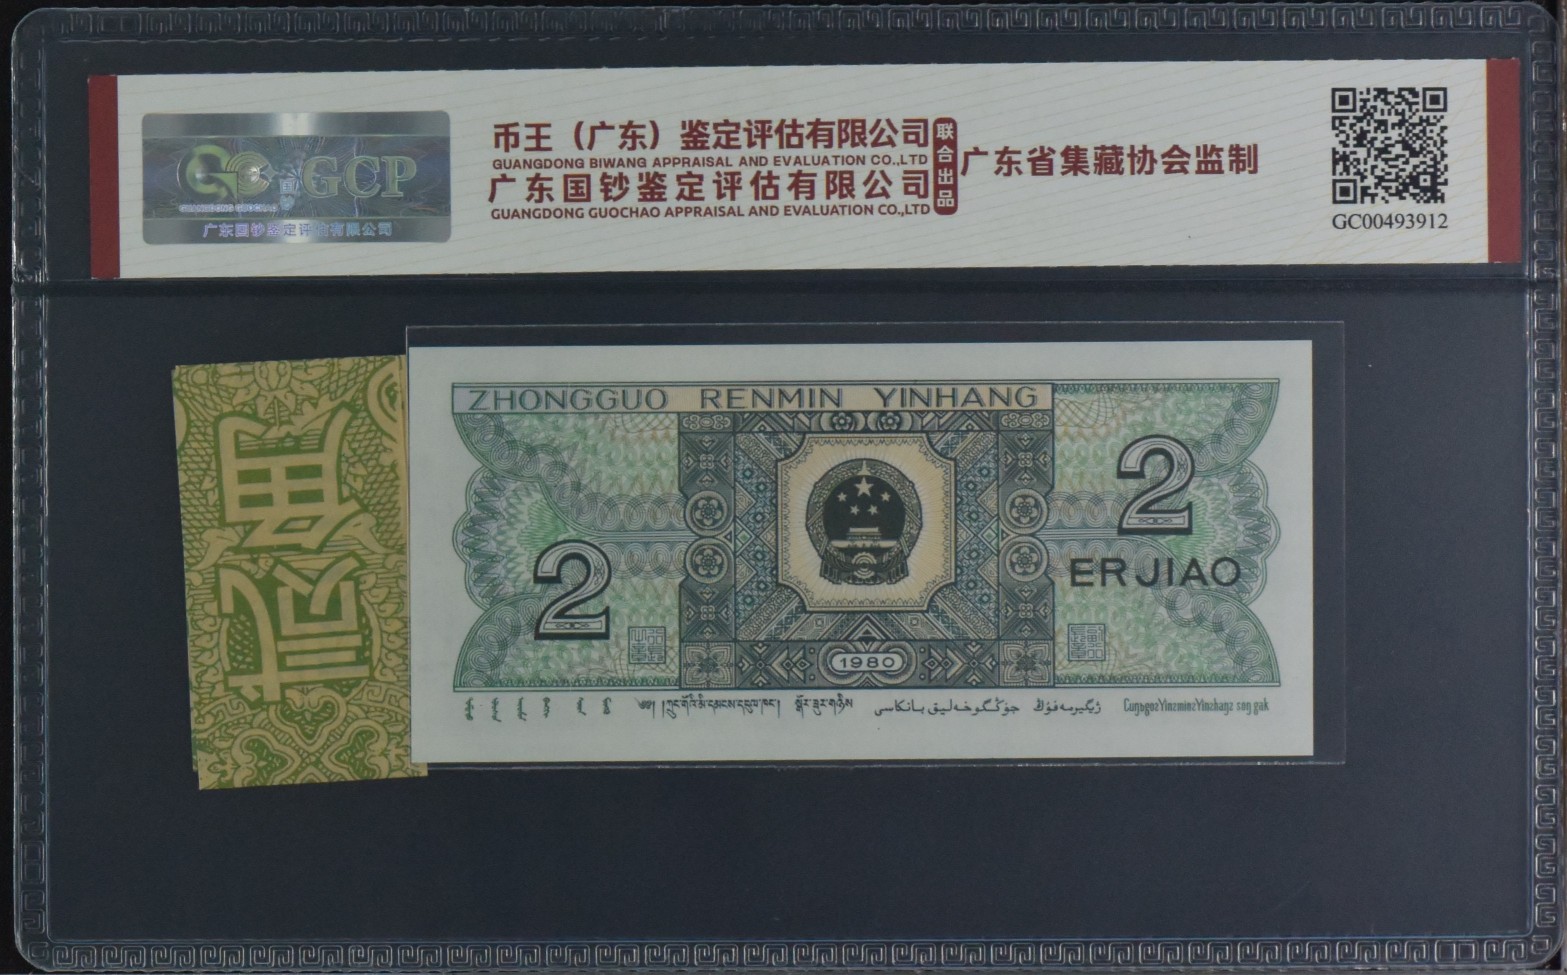 GCP
GUANGDONG GUOCHAO
广东国钞鉴定评估有限公司
币王（广东）鉴定评估有限公司
GUANGDONG BIWANG APPRAISAL AND EVALUATION CO.,LTD
广东国钞鉴定评估有限公司
GUANGDONG GUOCHAO APPRAISAL AND EVALUATION CO.,LTD
联合出品
广东省集藏协会监制
GC00493912
ZHONGGUO RENMIN YINHANG
2
2
ERJIAO
1980